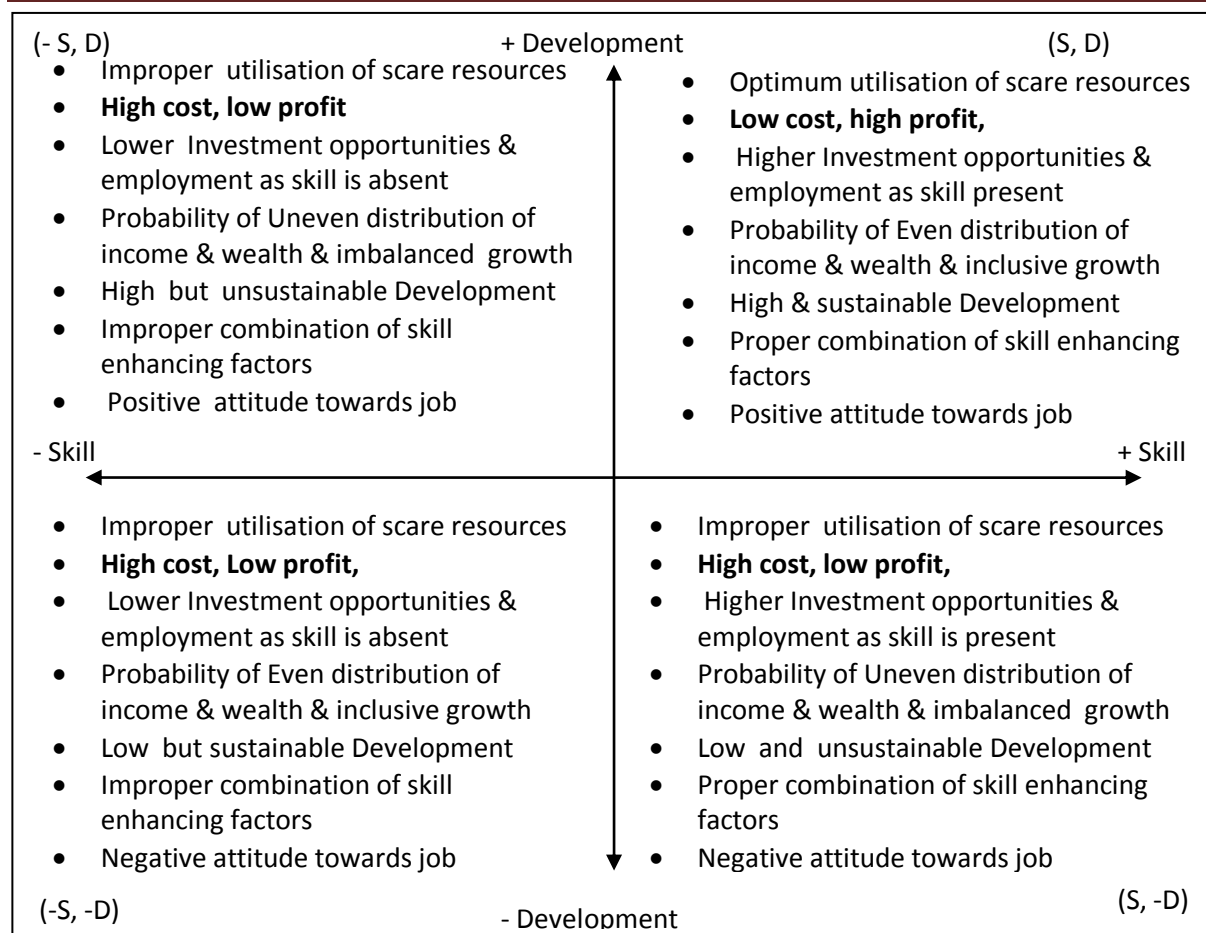 (- S, D)
+ Development
(S, D)
• Improper utilisation of scare resources
• High cost, low profit
• Lower Investment opportunities &
employment as skill is absent
• Probability of Uneven distribution of
income & wealth & imbalanced growth
• High but unsustainable Development
• Improper combination of skill
enhancing factors
• Positive attitude towards job
• Optimum utilisation of scare resources
• Low cost, high profit,
• Higher Investment opportunities &
employment as skill present
• Probability of Even distribution of
income & wealth & inclusive growth
• High & sustainable Development
• Proper combination of skill enhancing
factors
• Positive attitude towards job
- Skill
+ Skill
• Improper utilisation of scare resources
• High cost, Low profit,
• Lower Investment opportunities &
employment as skill is absent
• Probability of Even distribution of
income & wealth & inclusive growth
• Low but sustainable Development
• Improper combination of skill
enhancing factors
• Negative attitude towards job
• Improper utilisation of scare resources
• High cost, low profit,
• Higher Investment opportunities &
employment as skill is present
• Probability of Uneven distribution of
income & wealth & imbalanced growth
• Low and unsustainable Development
• Proper combination of skill enhancing
factors
• Negative attitude towards job
(-S, -D)
- Development
(S, -D)